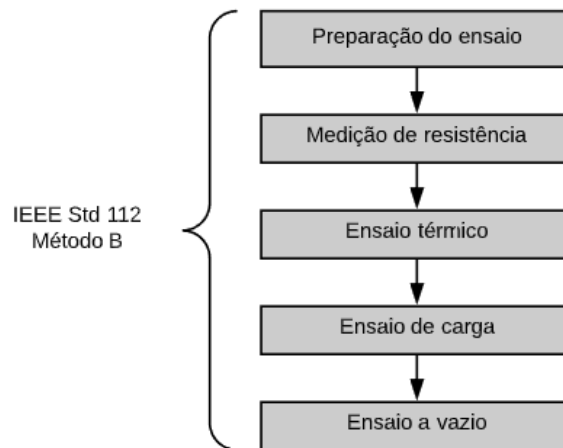 Preparação do ensaio
Medição de resistência
IEEE Std 112
Método B
Ensaio térmico
Ensaio de carga
Ensaio a vazio